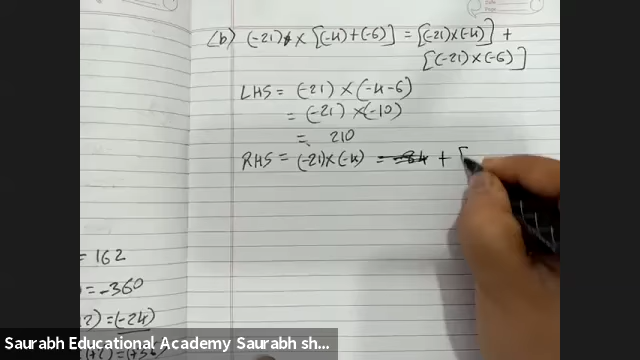 (b) (-21) × [(-4)+(-6)] = [(-21)×(-4)] +
[(-21)×(-6)]
LHS = (-21) × (-4-6)
= (-21) × (-10)
= 210
RHS = (-21)×(-4) = -84 + [
= 162
) = -360
2) = (-24)
Saurabh Educational Academy Saurabh sh...